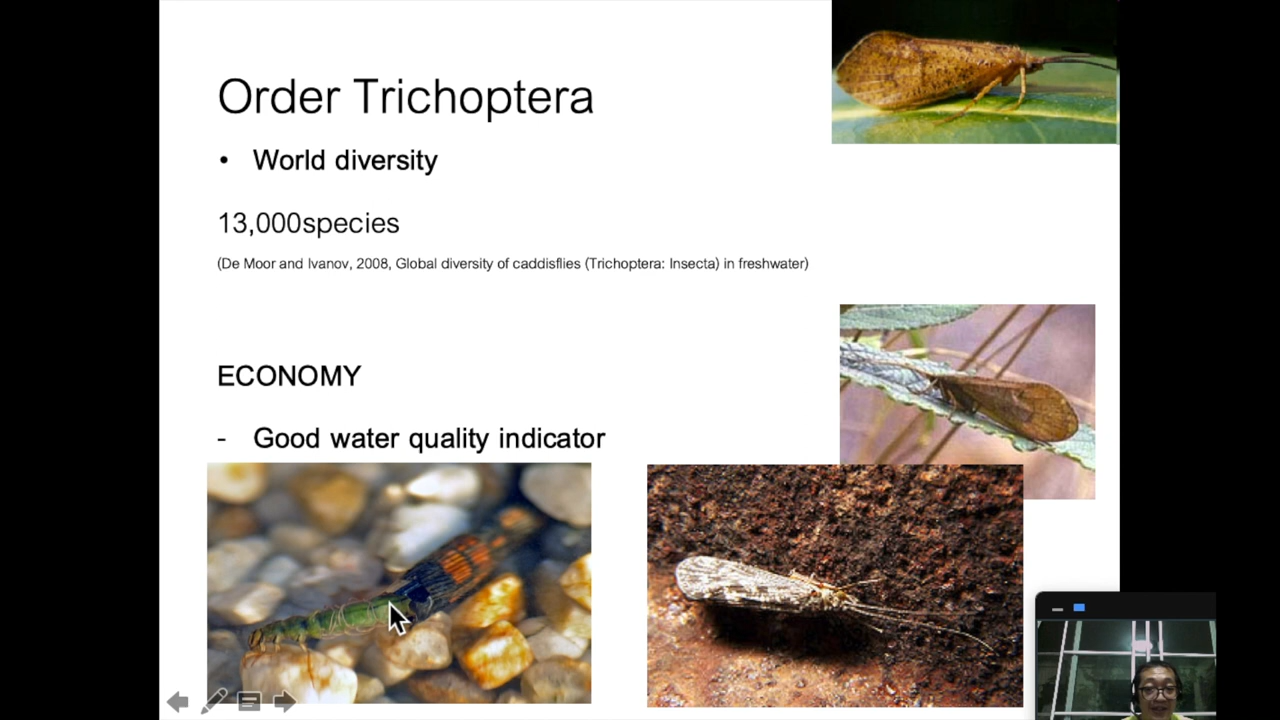 Order Trichoptera
• World diversity
13,000species
(De Moor and Ivanov, 2008, Global diversity of caddisflies (Trichoptera: Insecta) in freshwater)
ECONOMY
- Good water quality indicator